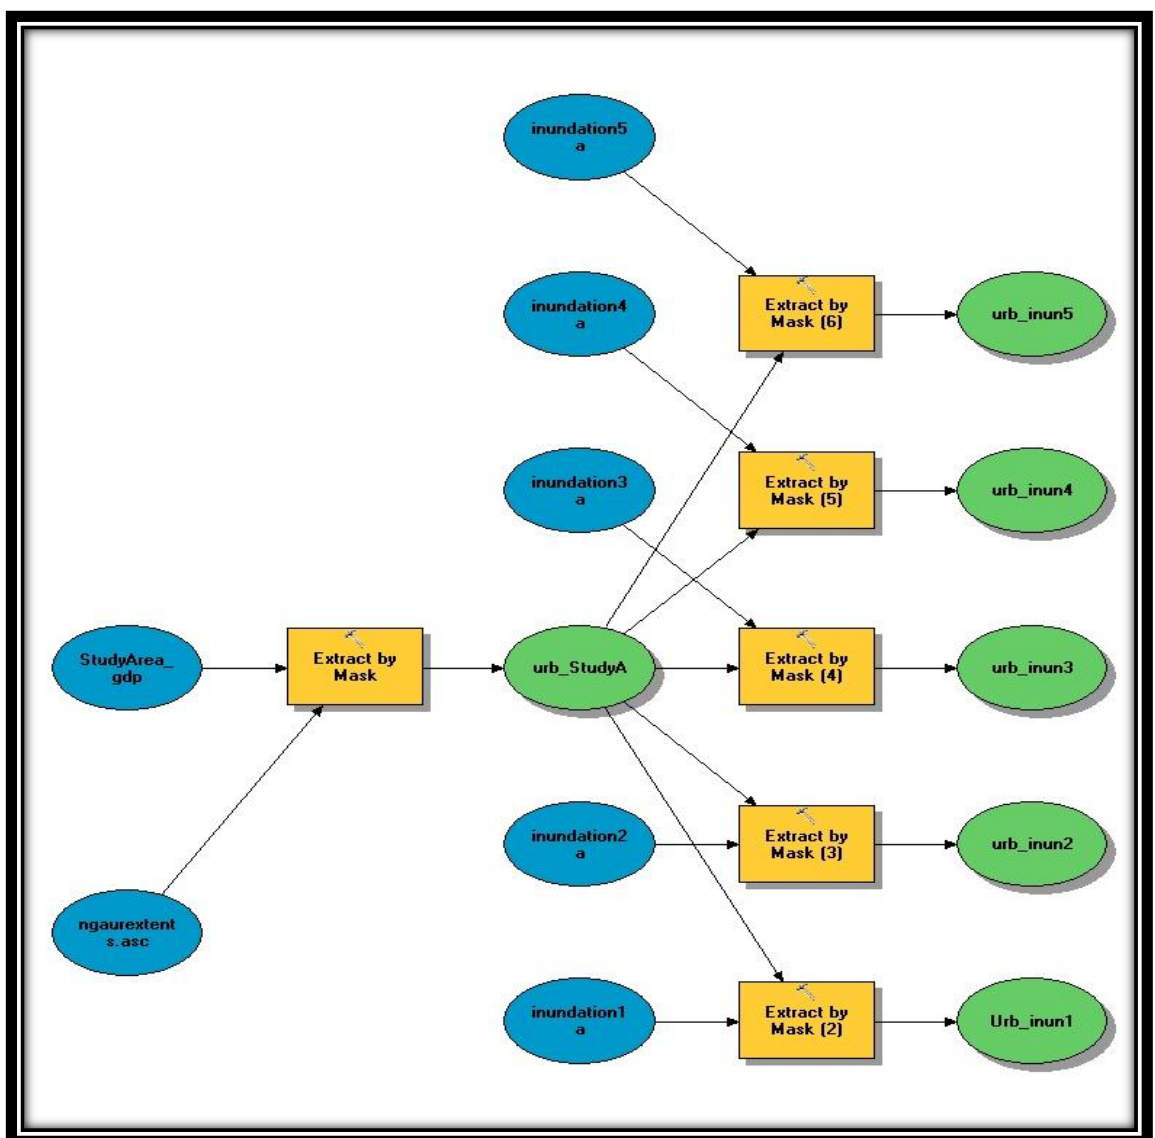 inundation5
a
inundation4
a
Extract by
Mask (6)
urb_inun5
inundation3
a
Extract by
Mask (5)
urb_inun4
StudyArea_
gdp
Extract by
Mask
urb_StudyA
Extract by
Mask (4)
urb_inun3
inundation2
a
Extract by
Mask (3)
urb_inun2
ngaurextent
s.asc
inundation1
a
Extract by
Mask (2)
Urb_inun1